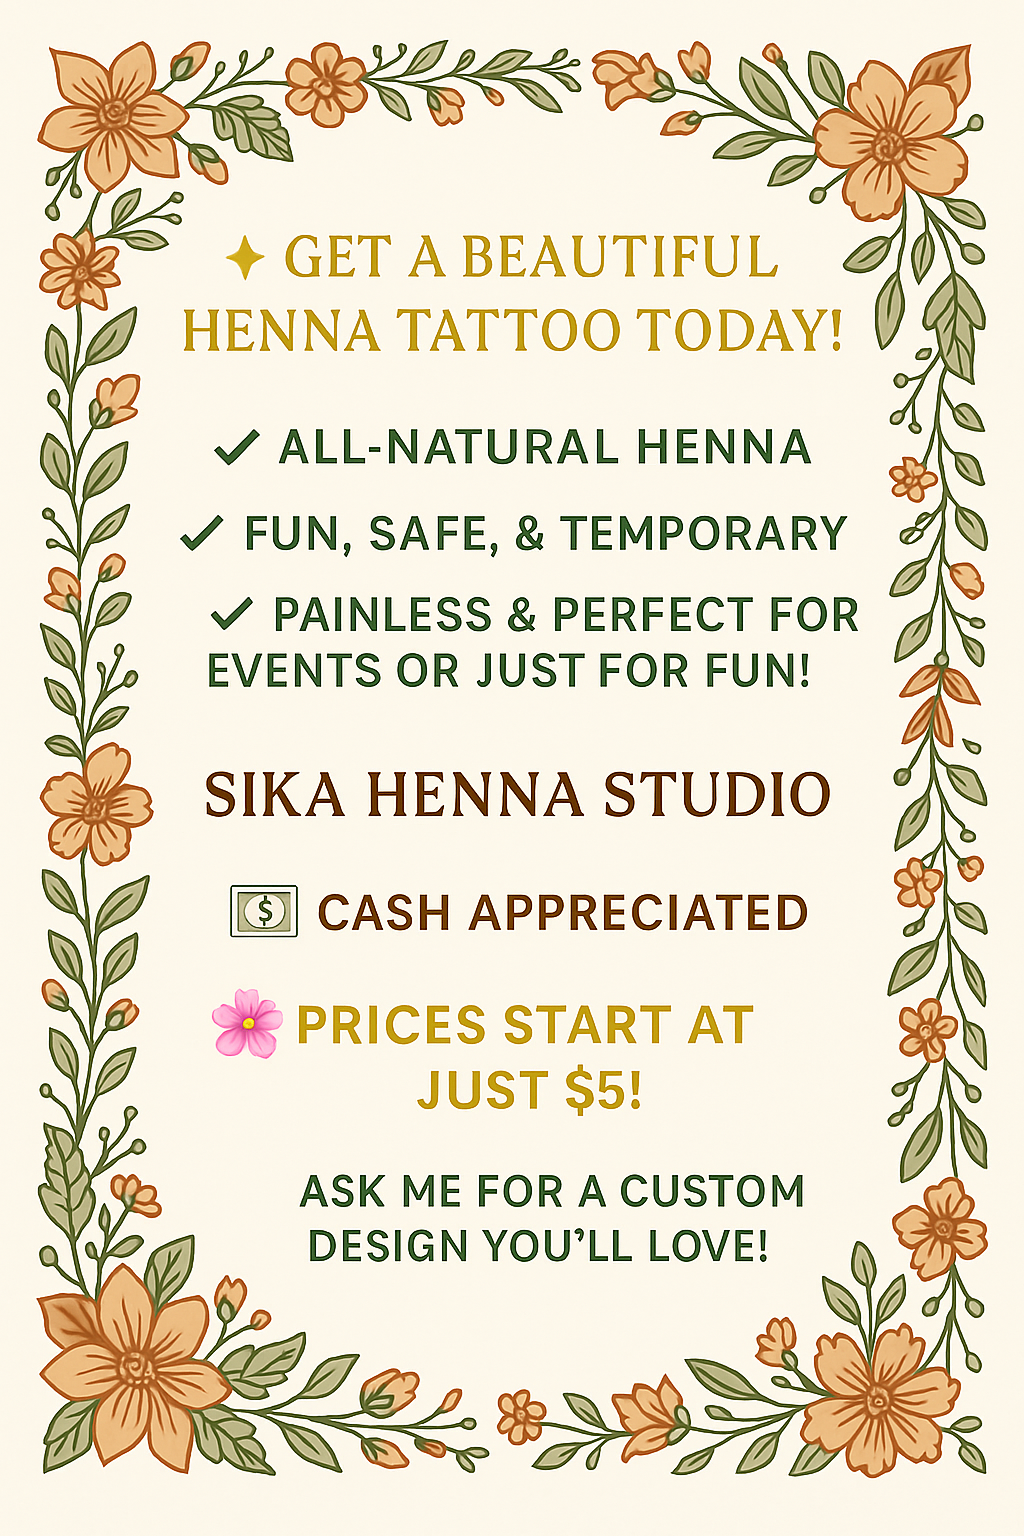 ✦ GET A BEAUTIFUL
HENNA TATTOO TODAY!
✓ ALL-NATURAL HENNA
✓ FUN, SAFE, & TEMPORARY
✓ PAINLESS & PERFECT FOR
EVENTS OR JUST FOR FUN!
SIKA HENNA STUDIO
$ CASH APPRECIATED
PRICES START AT
JUST $5!
ASK ME FOR A CUSTOM
DESIGN YOU’LL LOVE!